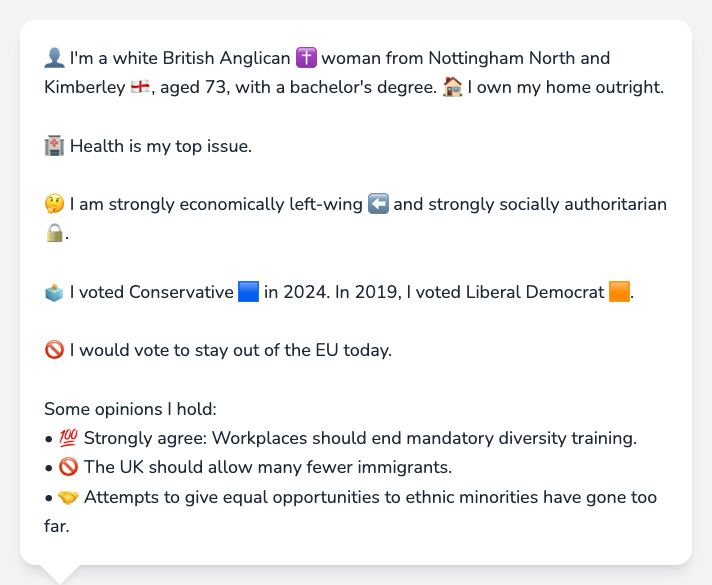 👤 I'm a white British Anglican ✝️ woman from Nottingham North and
Kimberley 🏴󠁧󠁢󠁥󠁮󠁧󠁿, aged 73, with a bachelor's degree. 🏠 I own my home outright.
🏥 Health is my top issue.
🤔 I am strongly economically left-wing ⬅️ and strongly socially authoritarian
🔒.
🗳️ I voted Conservative 🟦 in 2024. In 2019, I voted Liberal Democrat 🟧.
🚫 I would vote to stay out of the EU today.
Some opinions I hold:
• 💯 Strongly agree: Workplaces should end mandatory diversity training.
• 🚫 The UK should allow many fewer immigrants.
• 🤝 Attempts to give equal opportunities to ethnic minorities have gone too
far.